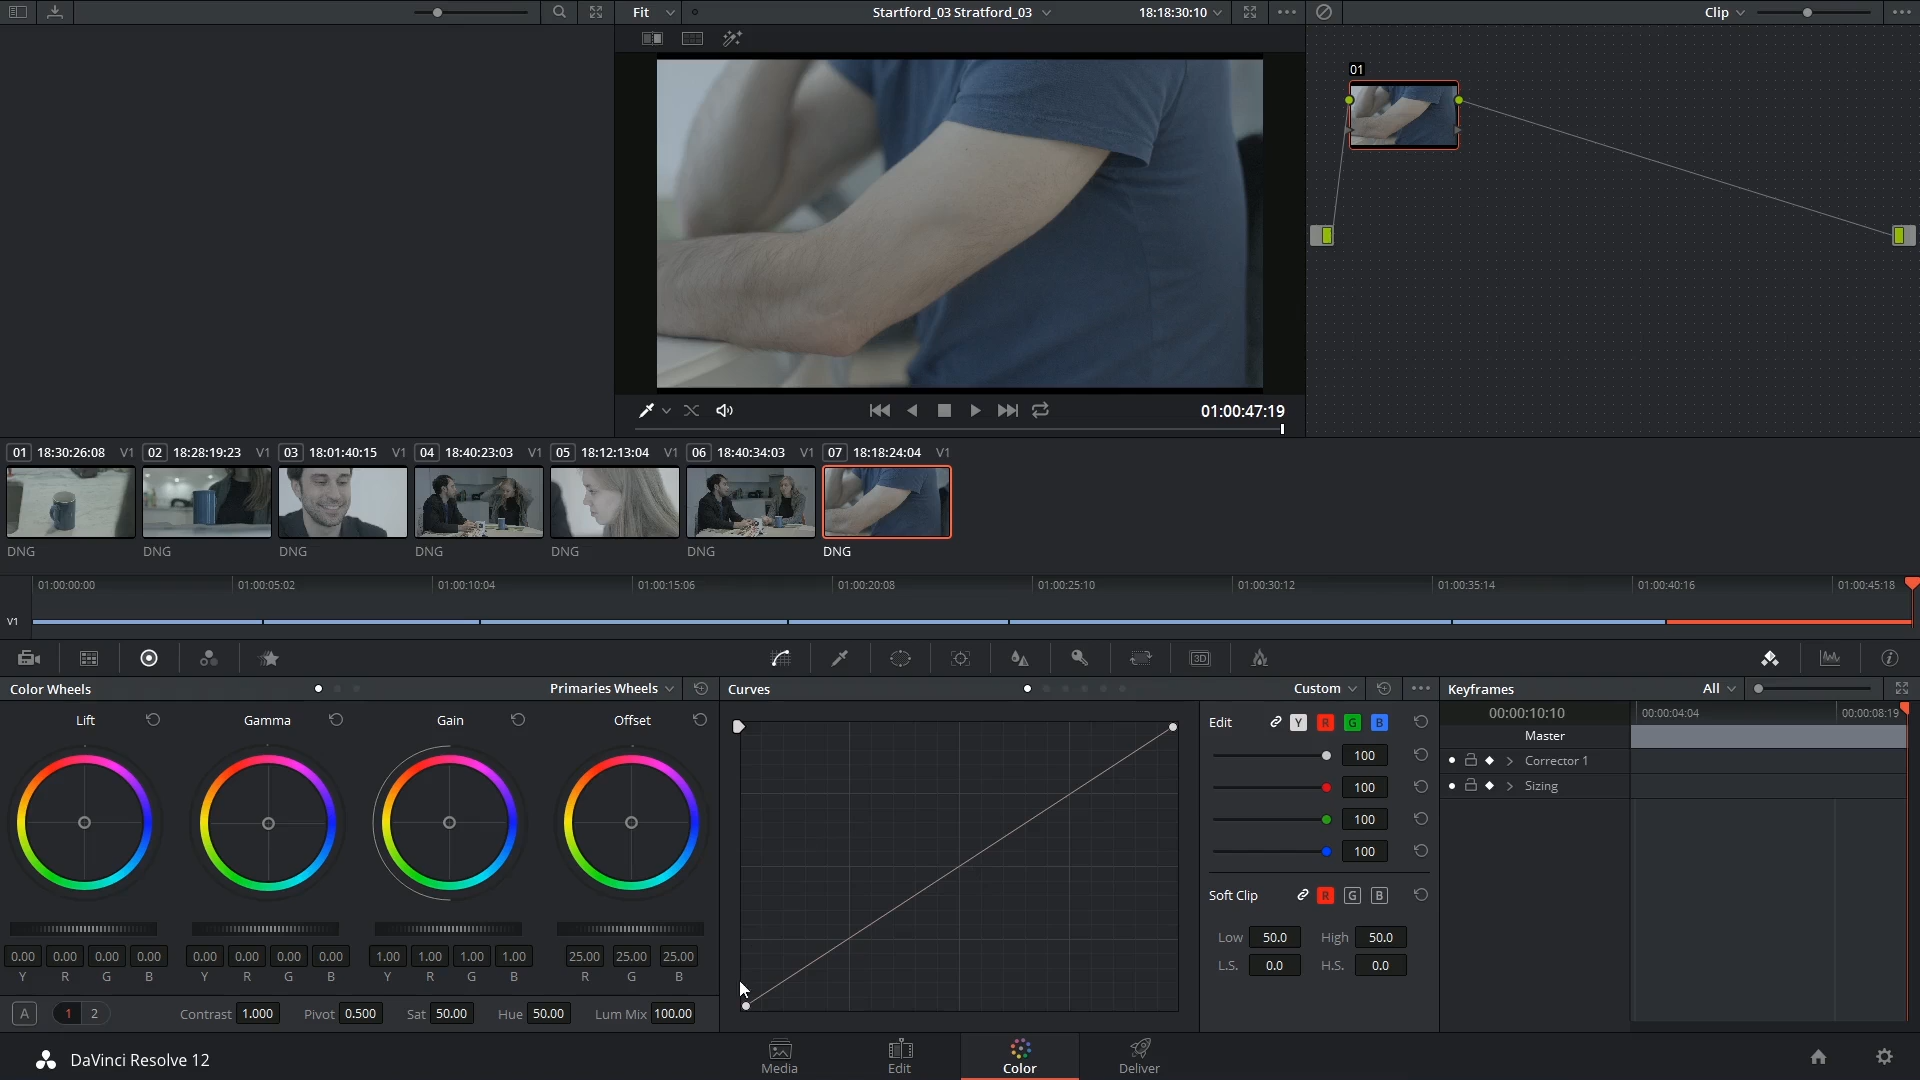 Fit
Startford_03 Stratford_03
18:18:30:10
Clip
01
01:00:47:19
01 18:30:26:08 V1
02 18:28:19:23 V1
03 18:01:40:15 V1
04 18:40:23:03 V1
05 18:12:13:04 V1
06 18:40:34:03 V1
07 18:18:24:04 V1
DNG
DNG
DNG
DNG
DNG
DNG
DNG
01:00:00:00
01:00:05:02
01:00:10:04
01:00:15:06
01:00:20:08
01:00:25:10
01:00:30:12
01:00:35:14
01:00:40:16
01:00:45:18
V1
3D
Color Wheels
Primaries Wheels
Lift
Gamma
Gain
Offset
0.00 0.00 0.00 0.00
0.00 0.00 0.00 0.00
1.00 1.00 1.00 1.00
25.00 25.00 25.00
Y R G B
Y R G B
Y R G B
R G B
A
1 2
Contrast 1.000
Pivot 0.500
Sat 50.00
Hue 50.00
Lum Mix 100.00
Curves
Custom
Edit
Y R G B
100
100
100
100
Soft Clip
R G B
Low 50.0
High 50.0
L.S. 0.0
H.S. 0.0
Keyframes
All
00:00:10:10
00:00:04:04
00:00:08:19
Master
Corrector 1
Sizing
DaVinci Resolve 12
Media
Edit
Color
Deliver